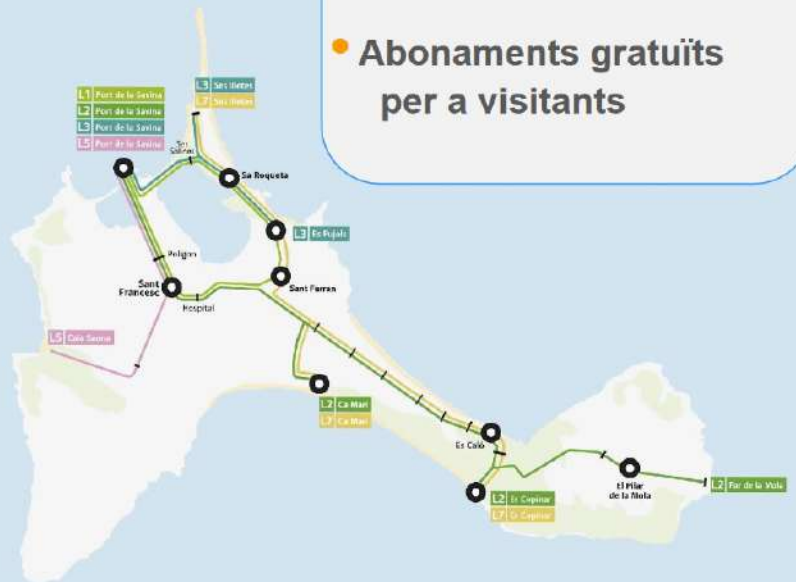 Abonaments gratuïts
per a visitants
L3 Ses Illetes
L7 Ses Illetes
L1 Port de la Savina
L2 Port de la Savina
L3 Port de la Savina
L5 Port de la Savina
Ses
Salines
Sa Roqueta
L3 Es Pujols
Polígon
Sant
Francesc
Sant Ferran
Hospital
L5 Cala Saona
L2 Ca Marí
L7 Ca Marí
Es Caló
El Pilar
de la Mola
L2 Far de la Mola
L2 Es Copinar
L7 Es Copinar